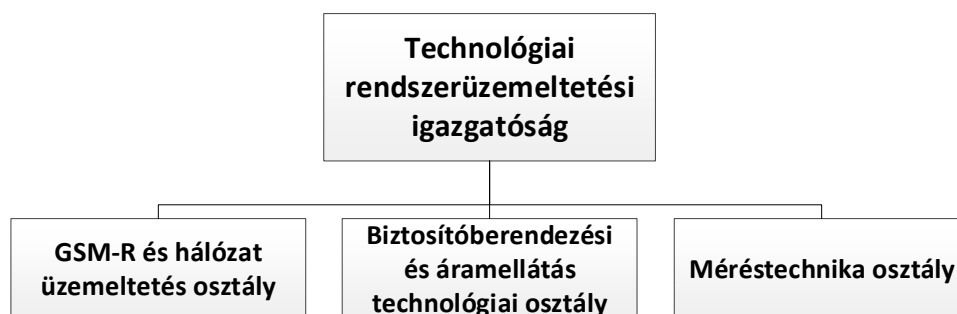 Technológiai
rendszerüzemeltetési
igazgatóság
GSM-R és hálózat
üzemeltetés osztály
Biztosítóberendezési
és áramellátás
technológiai osztály
Méréstechnika osztály